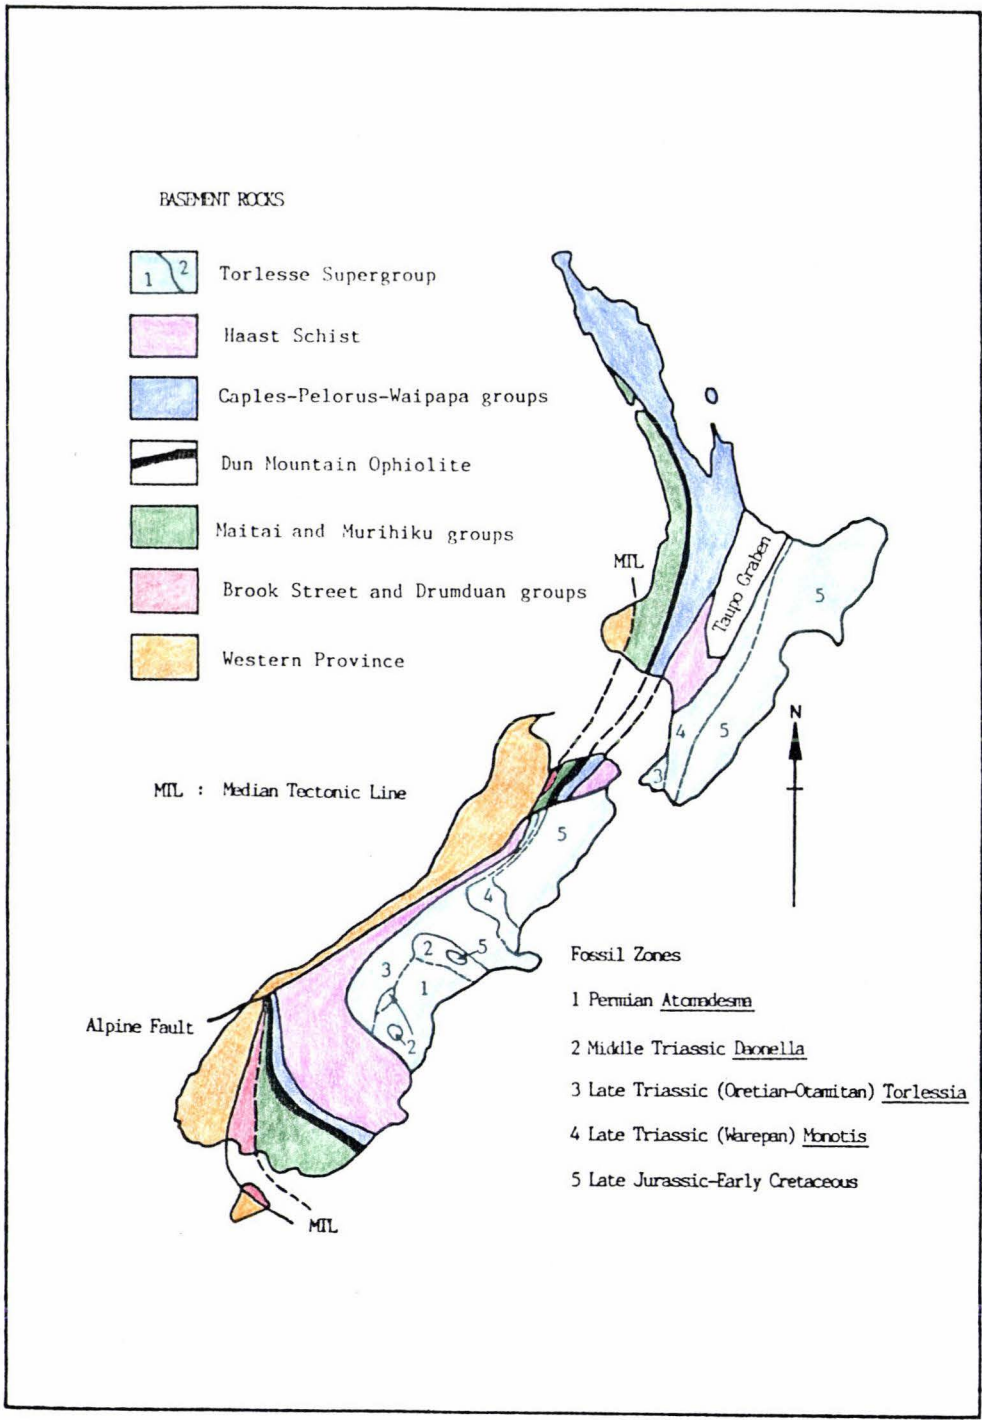 BASEMENT ROCKS
1 2
Torlesse Supergroup
Haast Schist
Caples-Pelorus-Waipapa groups
Dun Mountain Ophiolite
Maitai and Murihiku groups
Brook Street and Drumduan groups
Western Province
MTL : Median Tectonic Line
MTL
Taupo Graben
5
4
5
3
N
5
4
2
5
3
1
2
Alpine Fault
MTL
Fossil Zones
1 Permian Atomodesma
2 Middle Triassic Daonella
3 Late Triassic (Oretian-Otamitan) Torlessia
4 Late Triassic (Warepan) Monotis
5 Late Jurassic-Early Cretaceous